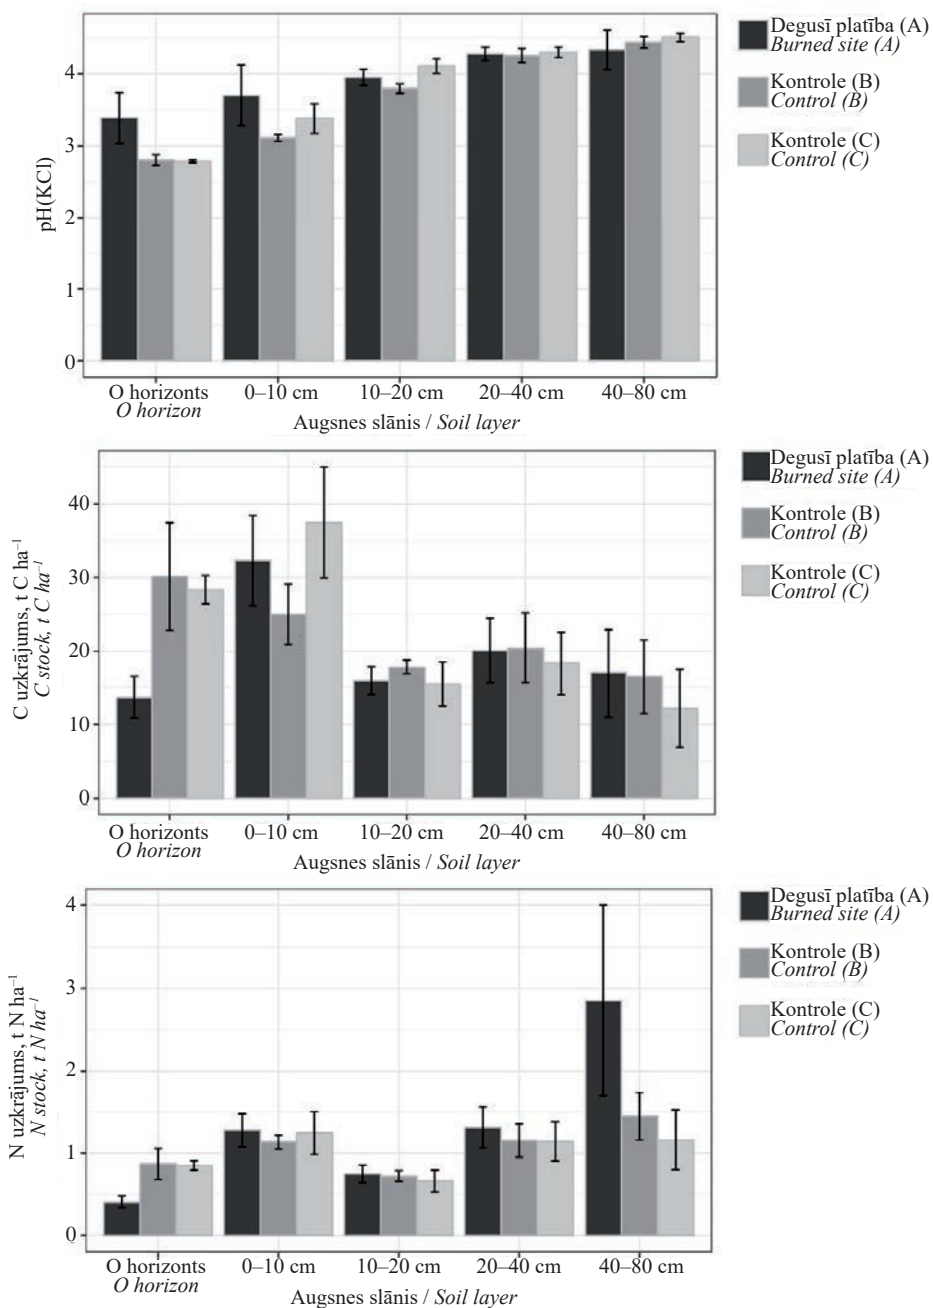 Degusī platība (A)
Burned site (A)
Kontrole (B)
Control (B)
Kontrole (C)
Control (C)
pH(KCl)
4
3
2
1
0
O horizonts 0–10 cm 10–20 cm 20–40 cm 40–80 cm
O horizon
Augsnes slānis / Soil layer
Degusī platība (A)
Burned site (A)
Kontrole (B)
Control (B)
Kontrole (C)
Control (C)
C uzkrājums, t C ha⁻¹
C stock, t C ha⁻¹
40
30
20
10
0
O horizonts 0–10 cm 10–20 cm 20–40 cm 40–80 cm
O horizon
Augsnes slānis / Soil layer
Degusī platība (A)
Burned site (A)
Kontrole (B)
Control (B)
Kontrole (C)
Control (C)
N uzkrājums, t N ha⁻¹
N stock, t N ha⁻¹
4
3
2
1
0
O horizonts 0–10 cm 10–20 cm 20–40 cm 40–80 cm
O horizon
Augsnes slānis / Soil layer